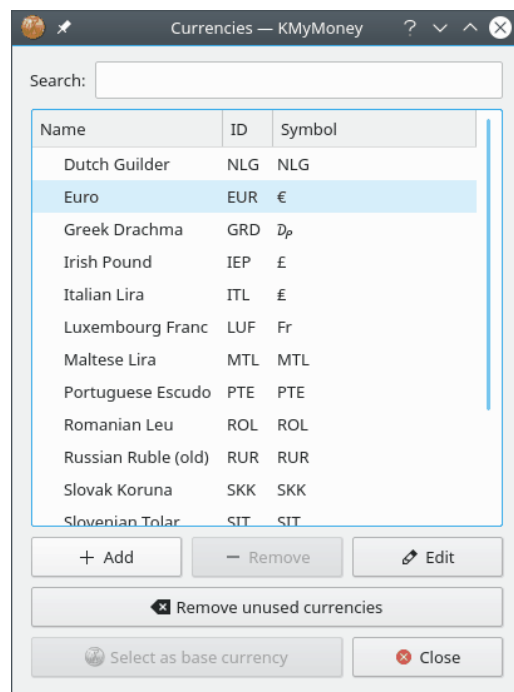 Currencies — KMyMoney
Search:
Name ID Symbol
Dutch Guilder NLG NLG
Euro EUR €
Greek Drachma GRD ₯
Irish Pound IEP £
Italian Lira ITL ₤
Luxembourg Franc LUF Fr
Maltese Lira MTL MTL
Portuguese Escudo PTE PTE
Romanian Leu ROL ROL
Russian Ruble (old) RUR RUR
Slovak Koruna SKK SKK
Slovenian Tolar SIT SIT
+ Add − Remove Edit
Remove unused currencies
Select as base currency Close